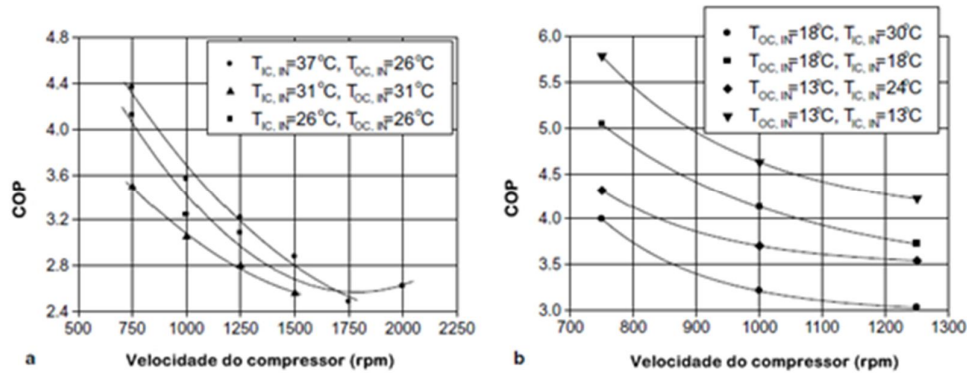 4.8
4.4
4.0
3.6
3.2
2.8
2.4
COP
500 750 1000 1250 1500 1750 2000 2250
T_IC, IN=37°C, T_OC, IN=26°C
T_IC, IN=31°C, T_OC, IN=31°C
T_IC, IN=26°C, T_OC, IN=26°C
a
Velocidade do compressor (rpm)
6.0
5.5
5.0
4.5
4.0
3.5
3.0
COP
700 800 900 1000 1100 1200 1300
T_OC, IN=18°C, T_IC, IN=30°C
T_OC, IN=18°C, T_IC, IN=18°C
T_OC, IN=13°C, T_IC, IN=24°C
T_OC, IN=13°C, T_IC, IN=13°C
b
Velocidade do compressor (rpm)